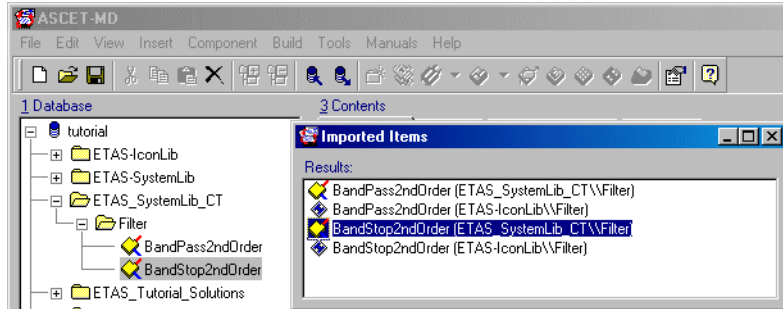 ASCET-MD
File Edit View Insert Component Build Tools Manuals Help
1 Database
3 Contents
tutorial
ETAS-IconLib
ETAS-SystemLib
ETAS_SystemLib_CT
Filter
BandPass2ndOrder
BandStop2ndOrder
ETAS_Tutorial_Solutions
Imported Items
Results:
BandPass2ndOrder (ETAS_SystemLib_CT\\Filter)
BandPass2ndOrder (ETAS-IconLib\\Filter)
BandStop2ndOrder (ETAS_SystemLib_CT\\Filter)
BandStop2ndOrder (ETAS-IconLib\\Filter)